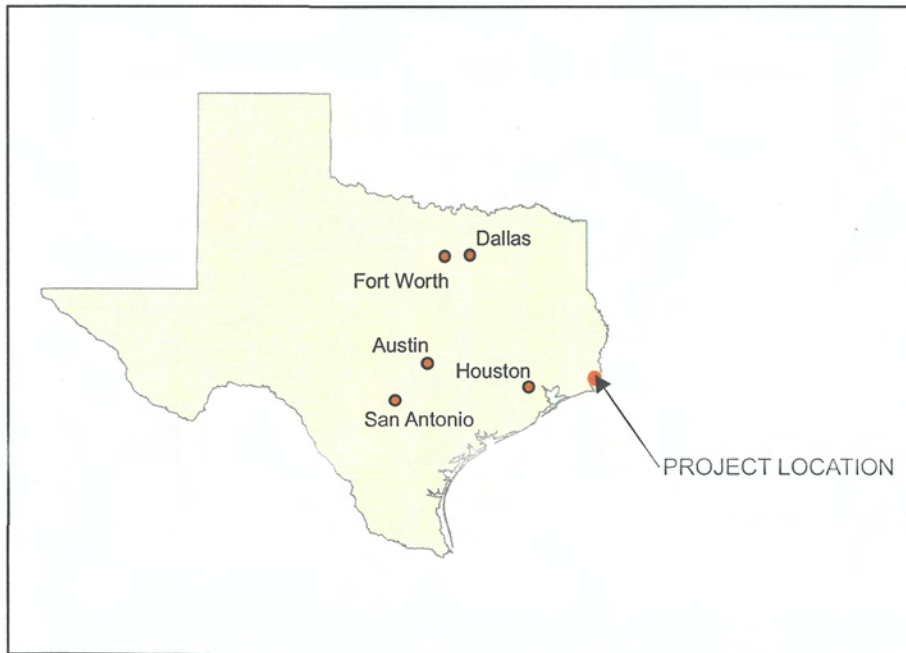 Dallas
Fort Worth
Austin
Houston
San Antonio
PROJECT LOCATION